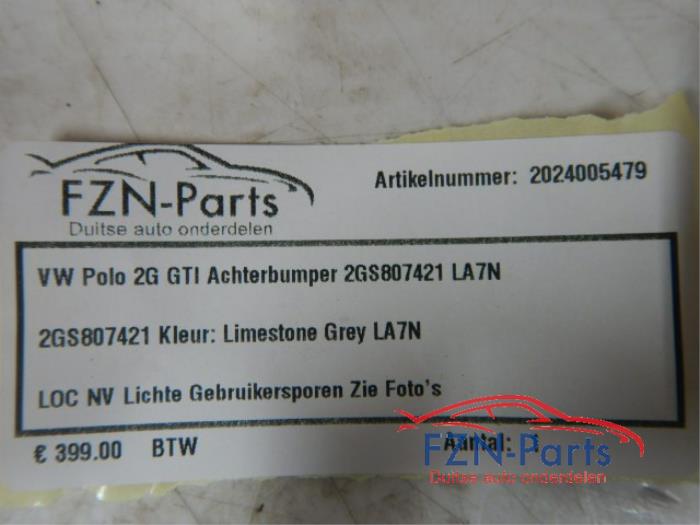 FZN-Parts
Duitse auto onderdelen
Artikelnummer: 2024005479
VW Polo 2G GTI Achterbumper 2GS807421 LA7N
2GS807421 Kleur: Limestone Grey LA7N
LOC NV Lichte Gebruikersporen Zie Foto's
€ 399.00 BTW
Aantal: 1
FZN-Parts
Duitse auto onderdelen